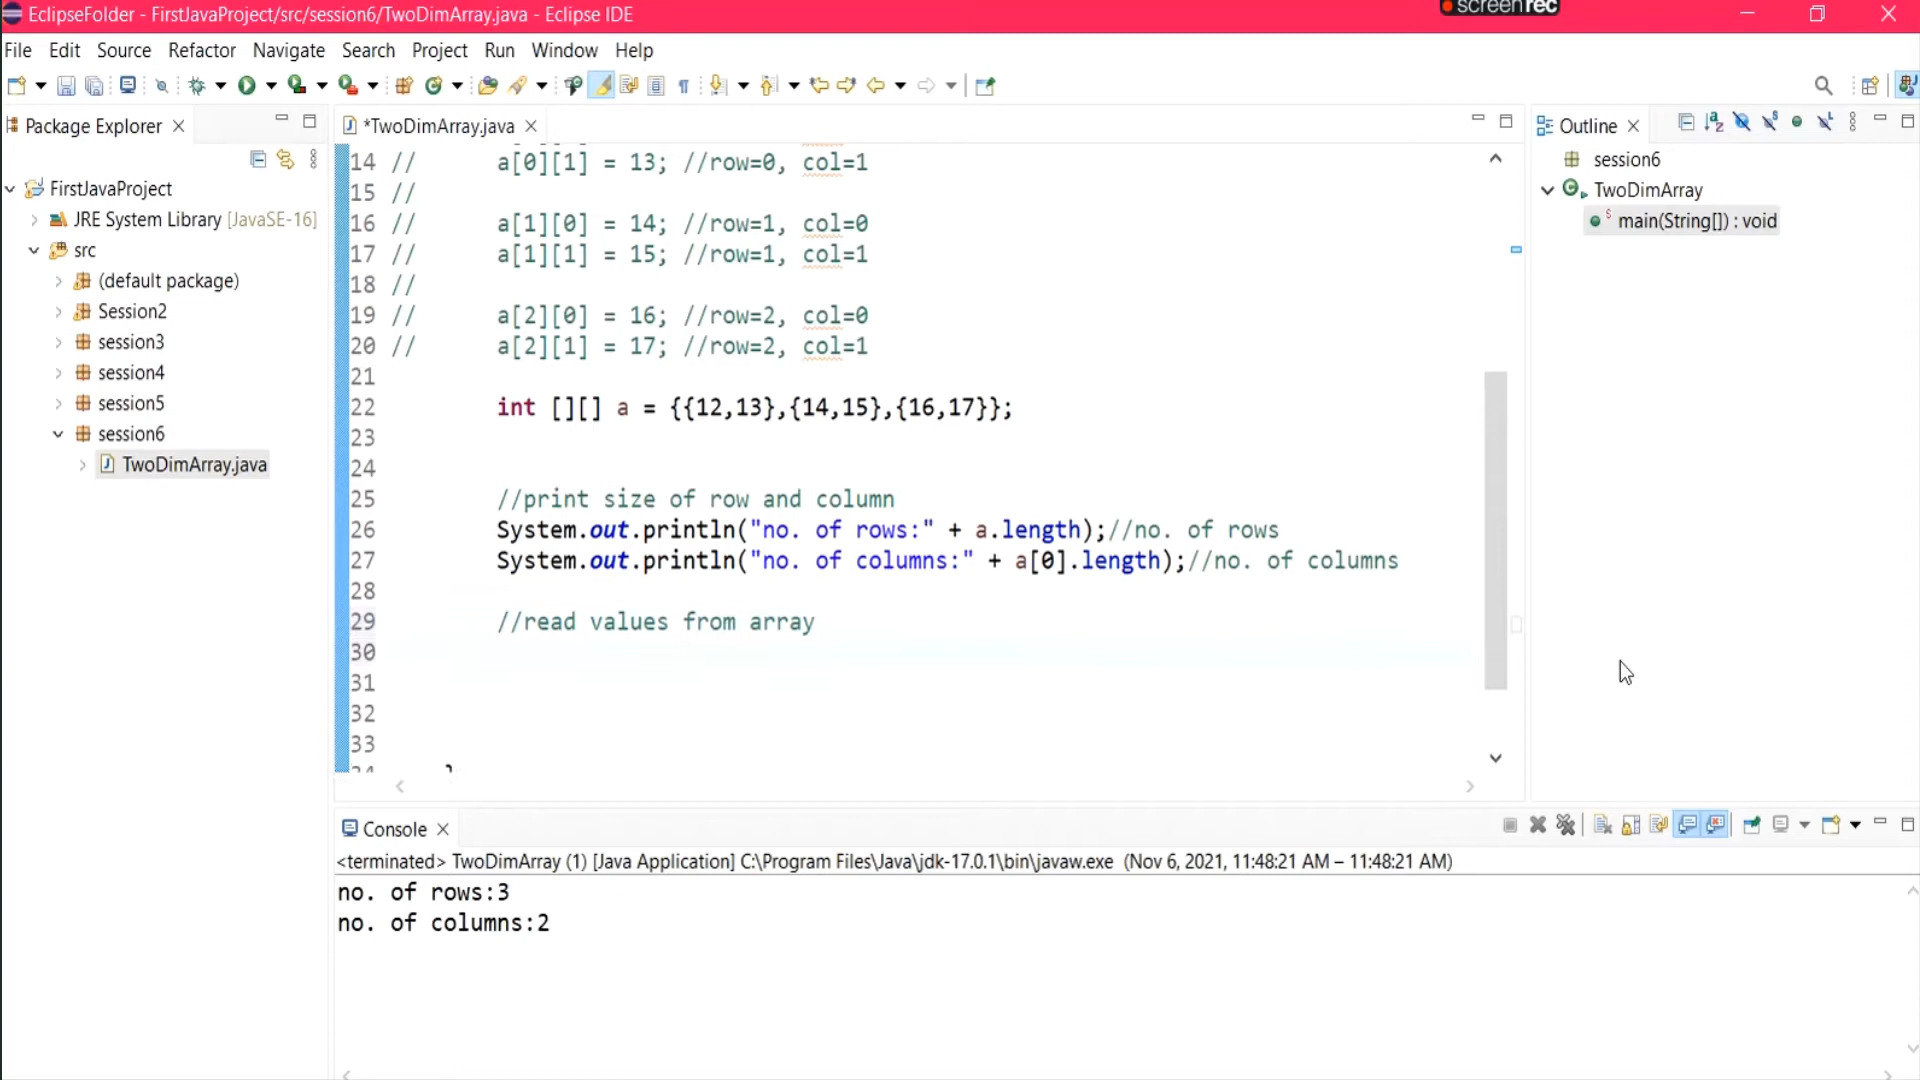 EclipseFolder - FirstJavaProject/src/session6/TwoDimArray.java - Eclipse IDE
screenrec
File Edit Source Refactor Navigate Search Project Run Window Help
Package Explorer
FirstJavaProject
JRE System Library [JavaSE-16]
src
(default package)
Session2
session3
session4
session5
session6
TwoDimArray.java
*TwoDimArray.java
14 // a[0][1] = 13; //row=0, col=1
15 //
16 // a[1][0] = 14; //row=1, col=0
17 // a[1][1] = 15; //row=1, col=1
18 //
19 // a[2][0] = 16; //row=2, col=0
20 // a[2][1] = 17; //row=2, col=1
21
22 int [][] a = {{12,13},{14,15},{16,17}};
23
24
25 //print size of row and column
26 System.out.println("no. of rows:" + a.length);//no. of rows
27 System.out.println("no. of columns:" + a[0].length);//no. of columns
28
29 //read values from array
30
31
32
33
Outline
session6
TwoDimArray
main(String[]) : void
Console
<terminated> TwoDimArray (1) [Java Application] C:\Program Files\Java\jdk-17.0.1\bin\javaw.exe (Nov 6, 2021, 11:48:21 AM – 11:48:21 AM)
no. of rows:3
no. of columns:2